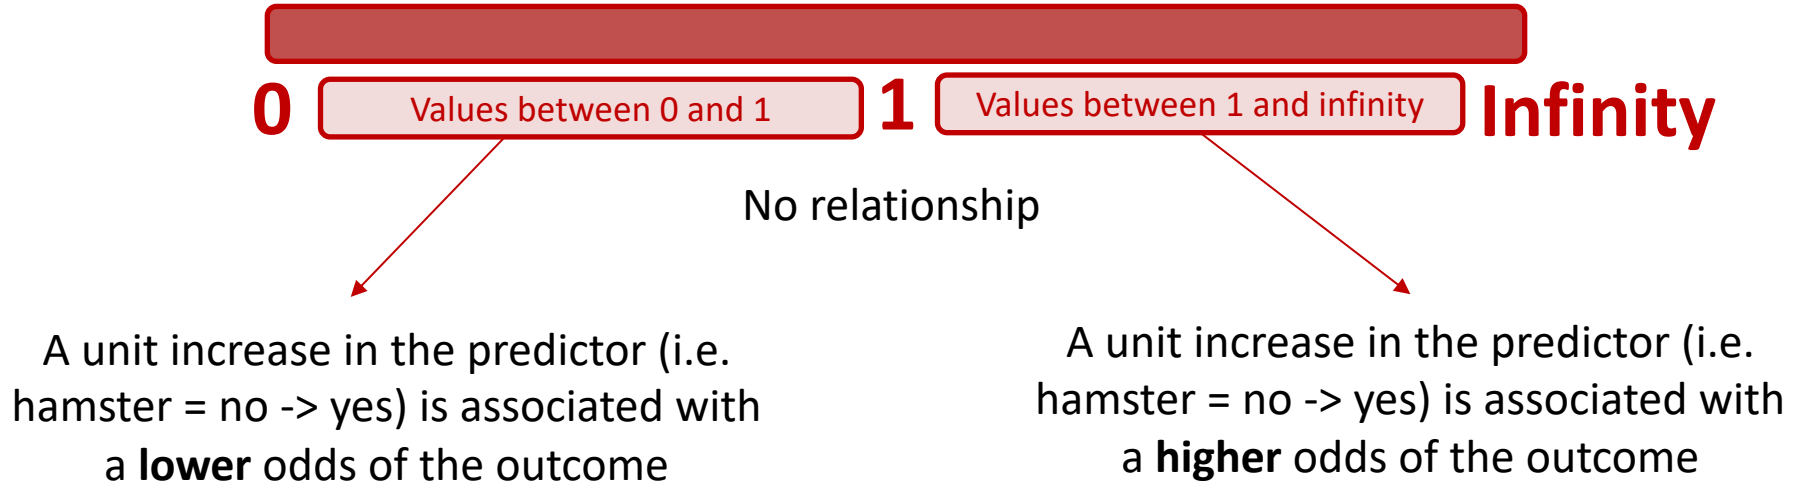 0
Values between 0 and 1
1
Values between 1 and infinity
Infinity
No relationship
A unit increase in the predictor (i.e.
hamster = no -> yes) is associated with
a lower odds of the outcome
A unit increase in the predictor (i.e.
hamster = no -> yes) is associated with
a higher odds of the outcome